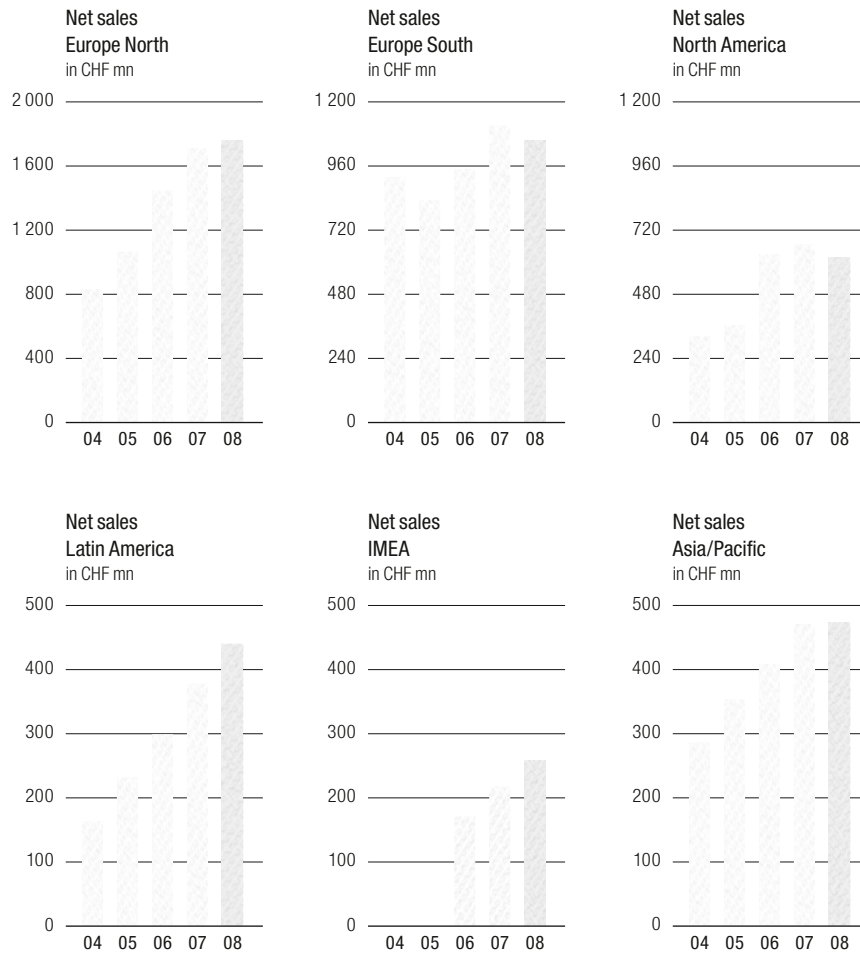 Net sales
Europe North
in CHF mn
2 000
1 600
1 200
800
400
0
04 05 06 07 08
Net sales
Europe South
in CHF mn
1 200
960
720
480
240
0
04 05 06 07 08
Net sales
North America
in CHF mn
1 200
960
720
480
240
0
04 05 06 07 08
Net sales
Latin America
in CHF mn
500
400
300
200
100
0
04 05 06 07 08
Net sales
IMEA
in CHF mn
500
400
300
200
100
0
04 05 06 07 08
Net sales
Asia/Pacific
in CHF mn
500
400
300
200
100
0
04 05 06 07 08